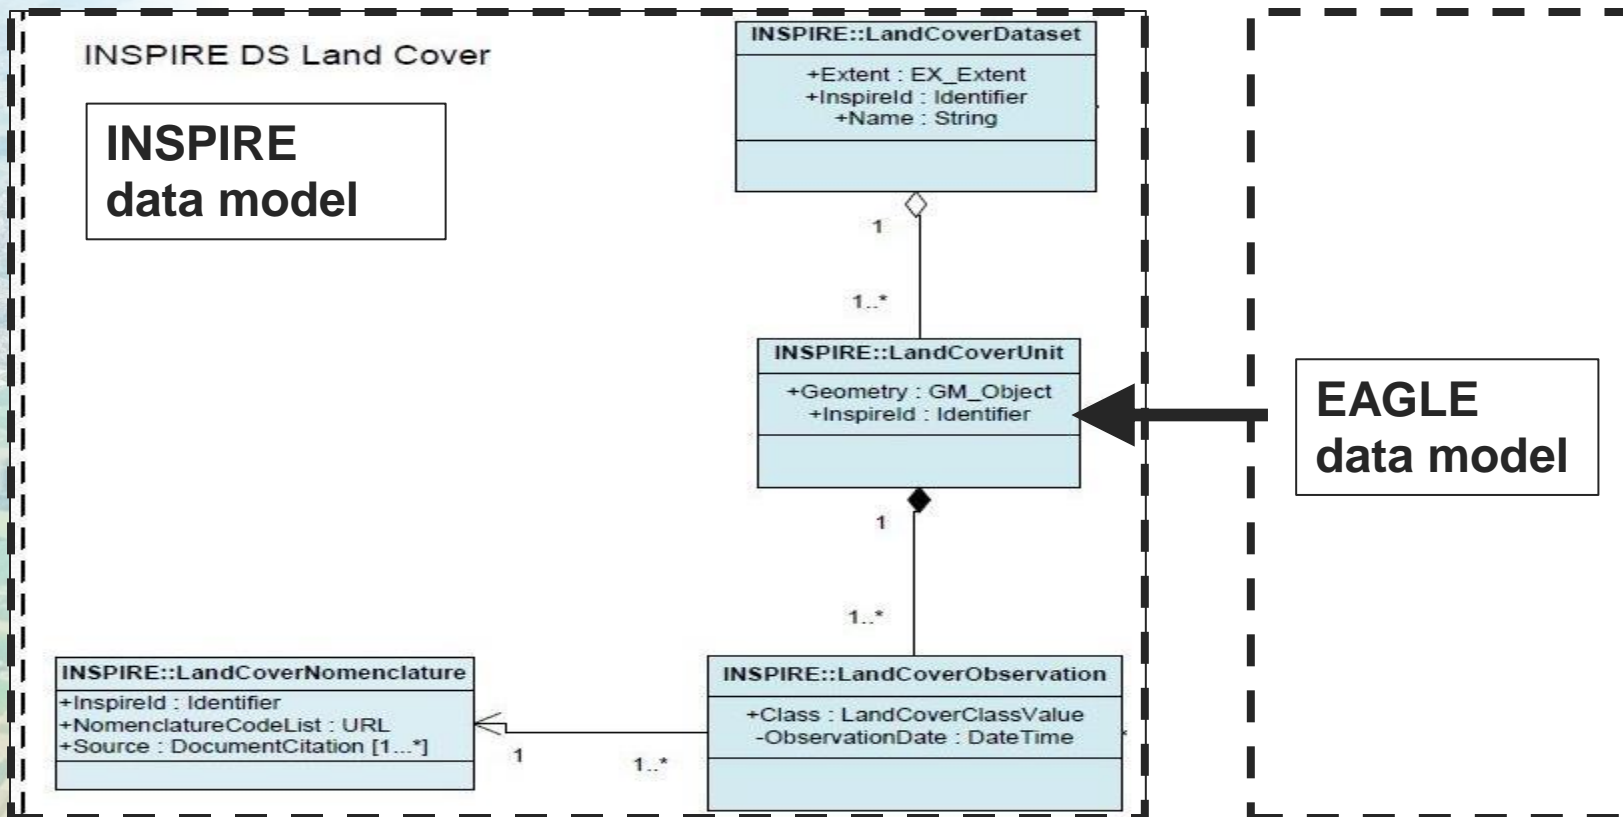 INSPIRE DS Land Cover
INSPIRE
data model
INSPIRE::LandCoverDataset
+Extent : EX_Extent
+InspireId : Identifier
+Name : String
1
1..*
INSPIRE::LandCoverUnit
+Geometry : GM_Object
+InspireId : Identifier
EAGLE
data model
1
1..*
INSPIRE::LandCoverNomenclature
+InspireId : Identifier
+NomenclatureCodeList : URL
+Source : DocumentCitation [1...*]
1
1..*
INSPIRE::LandCoverObservation
+Class : LandCoverClassValue
-ObservationDate : DateTime